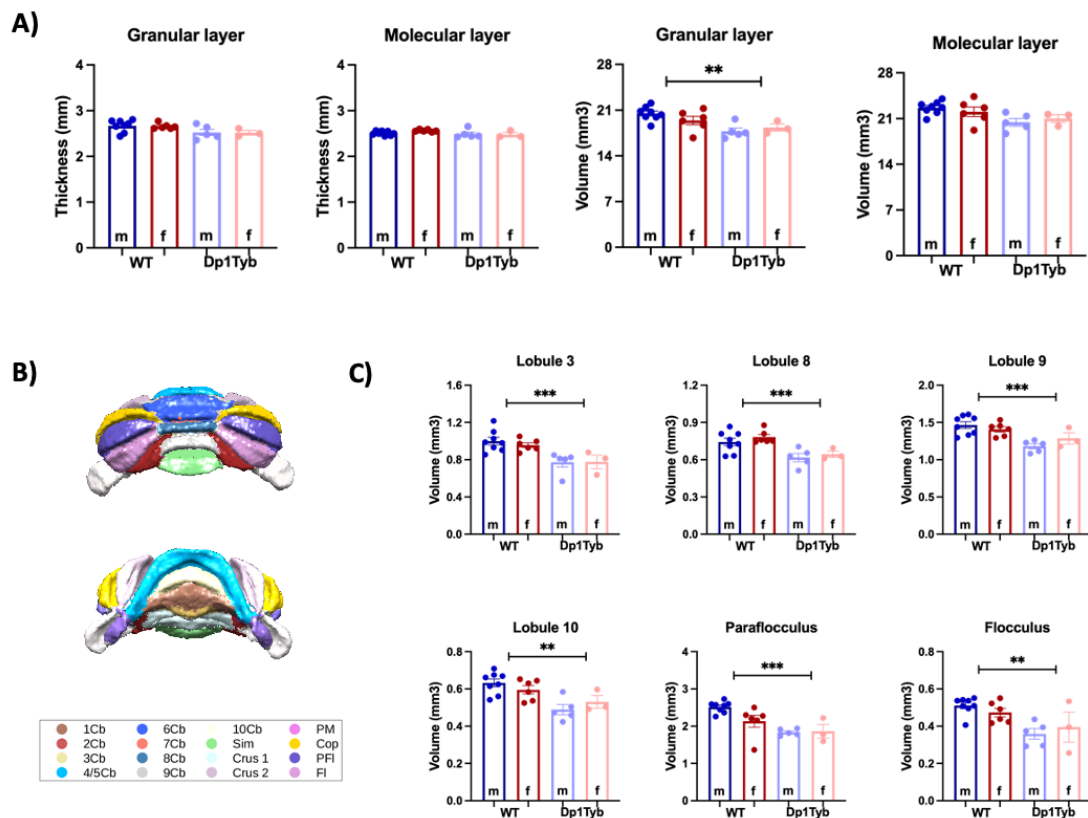 A)
Granular layer
Thickness (mm)
4
3
2
1
0
m f m f
WT Dp1Tyb
Molecular layer
Thickness (mm)
4
3
2
1
0
m f m f
WT Dp1Tyb
Granular layer
**
Volume (mm3)
28
21
14
7
0
m f m f
WT Dp1Tyb
Molecular layer
Volume (mm3)
28
21
14
7
0
m f m f
WT Dp1Tyb
B)
1Cb 6Cb 10Cb PM
2Cb 7Cb Sim Cop
3Cb 8Cb Crus 1 PFl
4/5Cb 9Cb Crus 2 Fl
C)
Lobule 3
***
Volume (mm3)
1.6
1.2
0.8
0.4
0.0
m f m f
WT Dp1Tyb
Lobule 8
***
Volume (mm3)
1.2
0.9
0.6
0.3
0.0
m f m f
WT Dp1Tyb
Lobule 9
***
Volume (mm3)
2.0
1.5
1.0
0.5
0.0
m f m f
WT Dp1Tyb
Lobule 10
**
Volume (mm3)
0.8
0.6
0.4
0.2
0.0
m f m f
WT Dp1Tyb
Paraflocculus
***
Volume (mm3)
4
3
2
1
0
m f m f
WT Dp1Tyb
Flocculus
**
Volume (mm3)
0.8
0.6
0.4
0.2
0.0
m f m f
WT Dp1Tyb